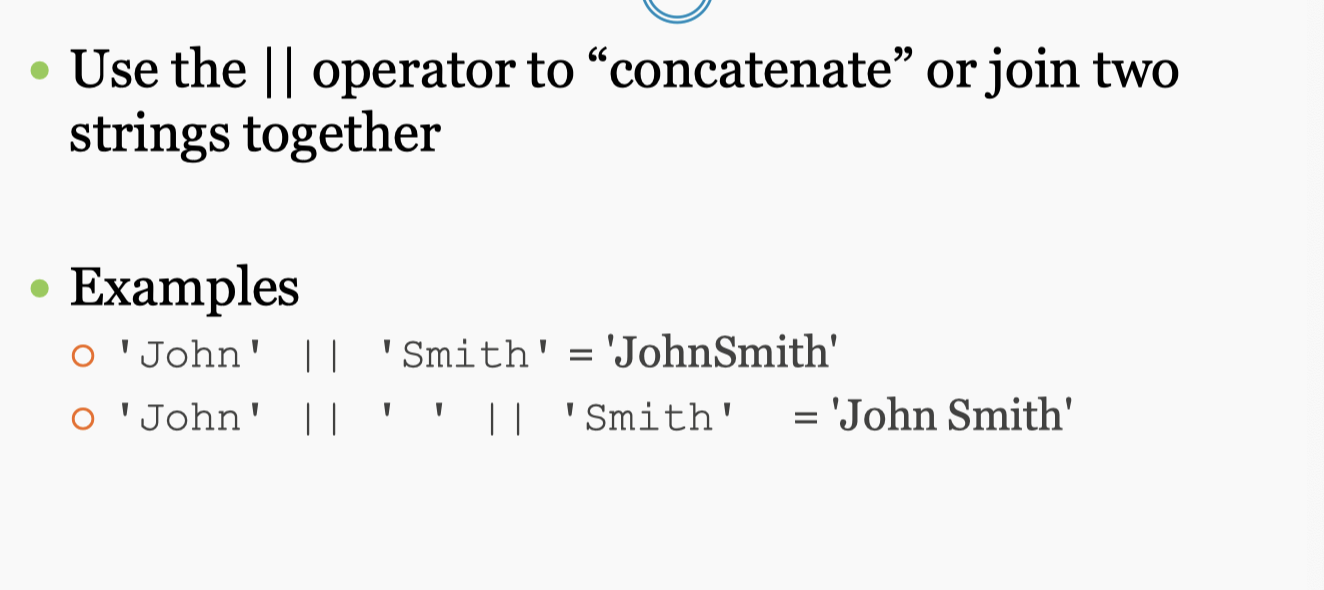 Use the || operator to “concatenate” or join two
strings together
Examples
'John' || 'Smith' = 'JohnSmith'
'John' || ' ' || 'Smith' = 'John Smith'